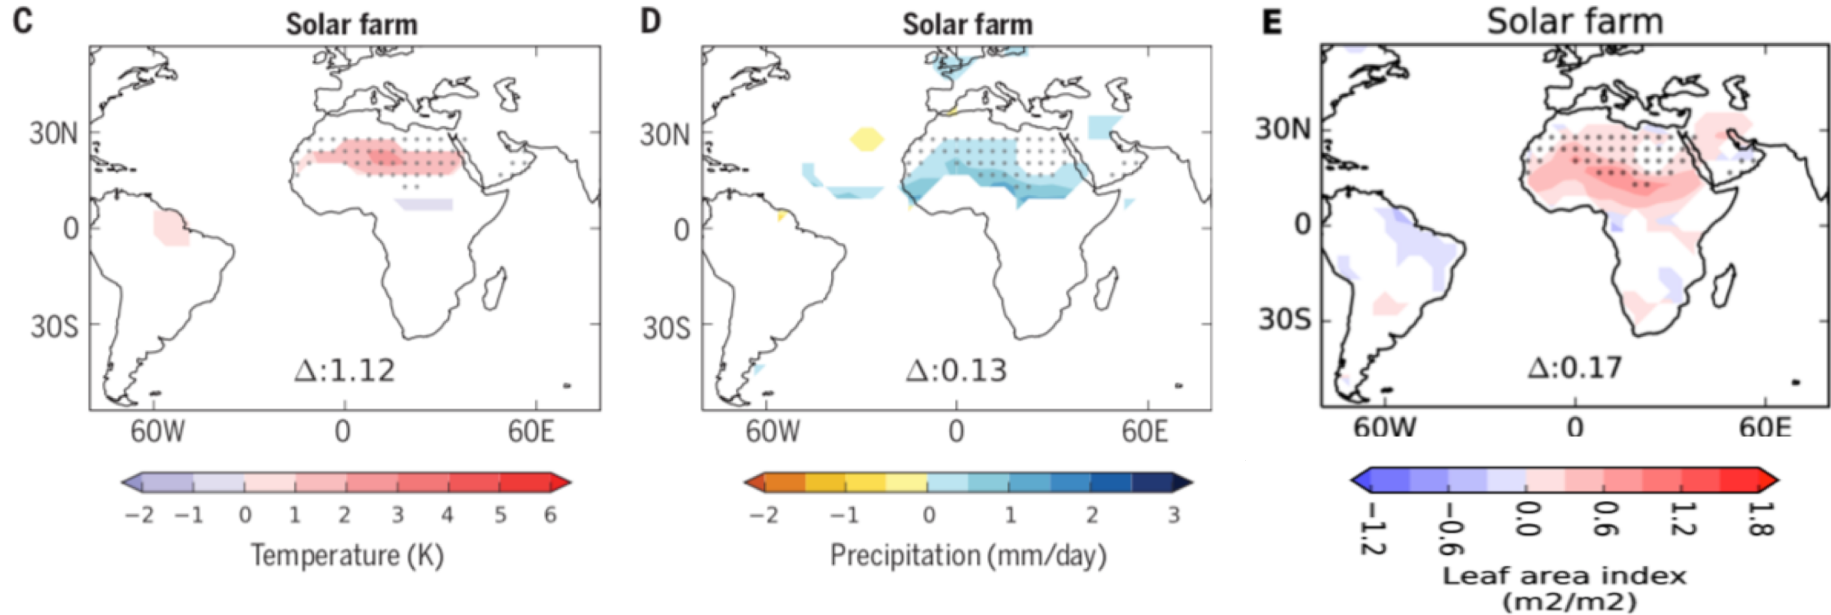 C
Solar farm
30N
0
30S
Δ:1.12
60W 0 60E
−2 −1 0 1 2 3 4 5 6
Temperature (K)
D
Solar farm
30N
0
30S
Δ:0.13
60W 0 60E
−2 −1 0 1 2 3
Precipitation (mm/day)
E
Solar farm
30N
0
30S
Δ:0.17
60W 0 60E
−1.2 −0.6 0.0 0.6 1.2 1.8
Leaf area index
(m2/m2)